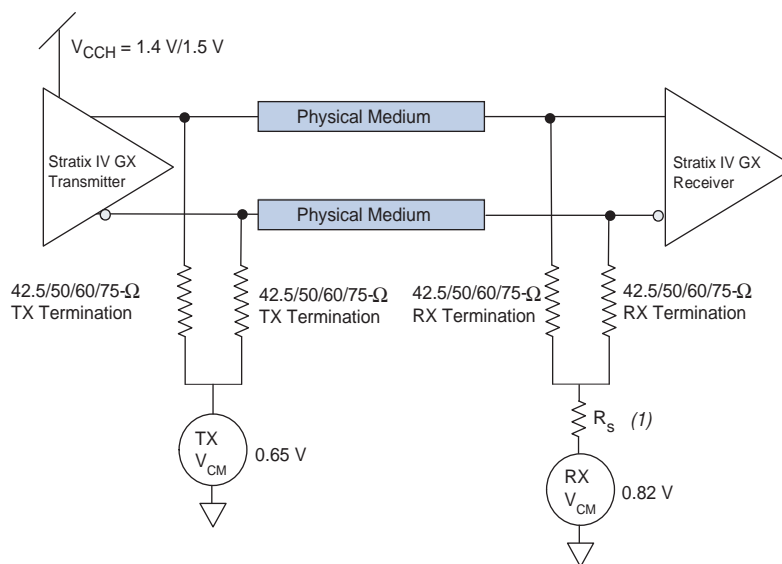 V_CCH = 1.4 V/1.5 V
Physical Medium
Stratix IV GX
Transmitter
Stratix IV GX
Receiver
Physical Medium
42.5/50/60/75-Ω
TX Termination
42.5/50/60/75-Ω
TX Termination
42.5/50/60/75-Ω
RX Termination
42.5/50/60/75-Ω
RX Termination
R_s (1)
TX
V_CM
0.65 V
RX
V_CM
0.82 V